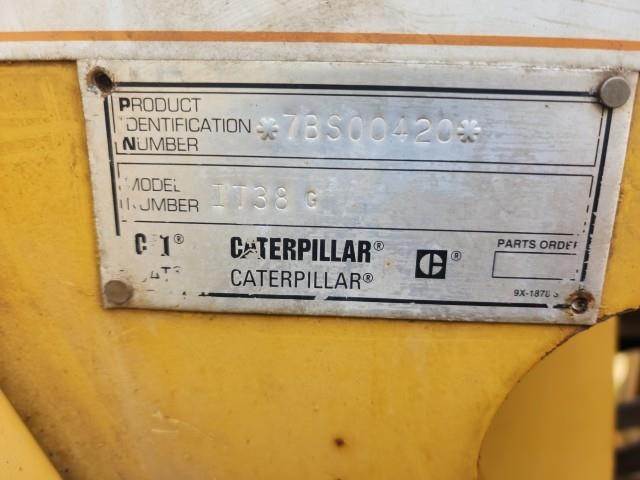 PRODUCT
IDENTIFICATION
NUMBER
*7BS00420*
MODEL
NUMBER
IT38 G
CATERPILLAR®
®
PARTS ORDER
CATERPILLAR®